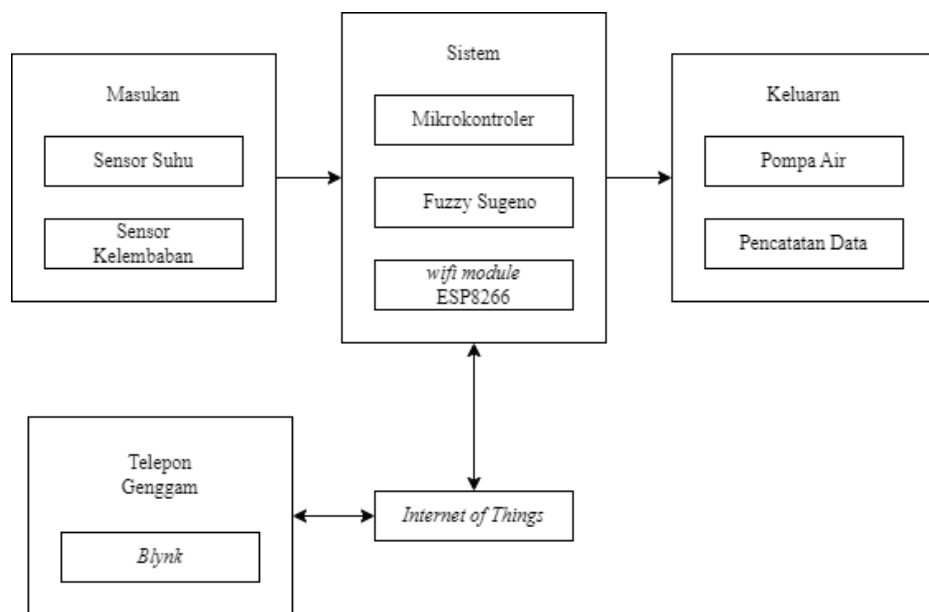 Masukan
Sensor Suhu
Sensor
Kelembaban
Sistem
Mikrokontroler
Fuzzy Sugeno
wifi module
ESP8266
Keluaran
Pompa Air
Pencatatan Data
Telepon
Genggam
Blynk
Internet of Things